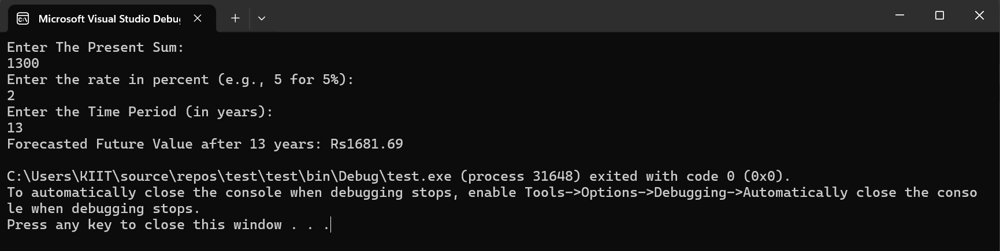 Microsoft Visual Studio Debug
Enter The Present Sum:
1300
Enter the rate in percent (e.g., 5 for 5%):
2
Enter the Time Period (in years):
13
Forecasted Future Value after 13 years: Rs1681.69
C:\Users\KIIT\source\repos\test\test\bin\Debug\test.exe (process 31648) exited with code 0 (0x0).
To automatically close the console when debugging stops, enable Tools->Options->Debugging->Automatically close the conso
le when debugging stops.
Press any key to close this window . . .